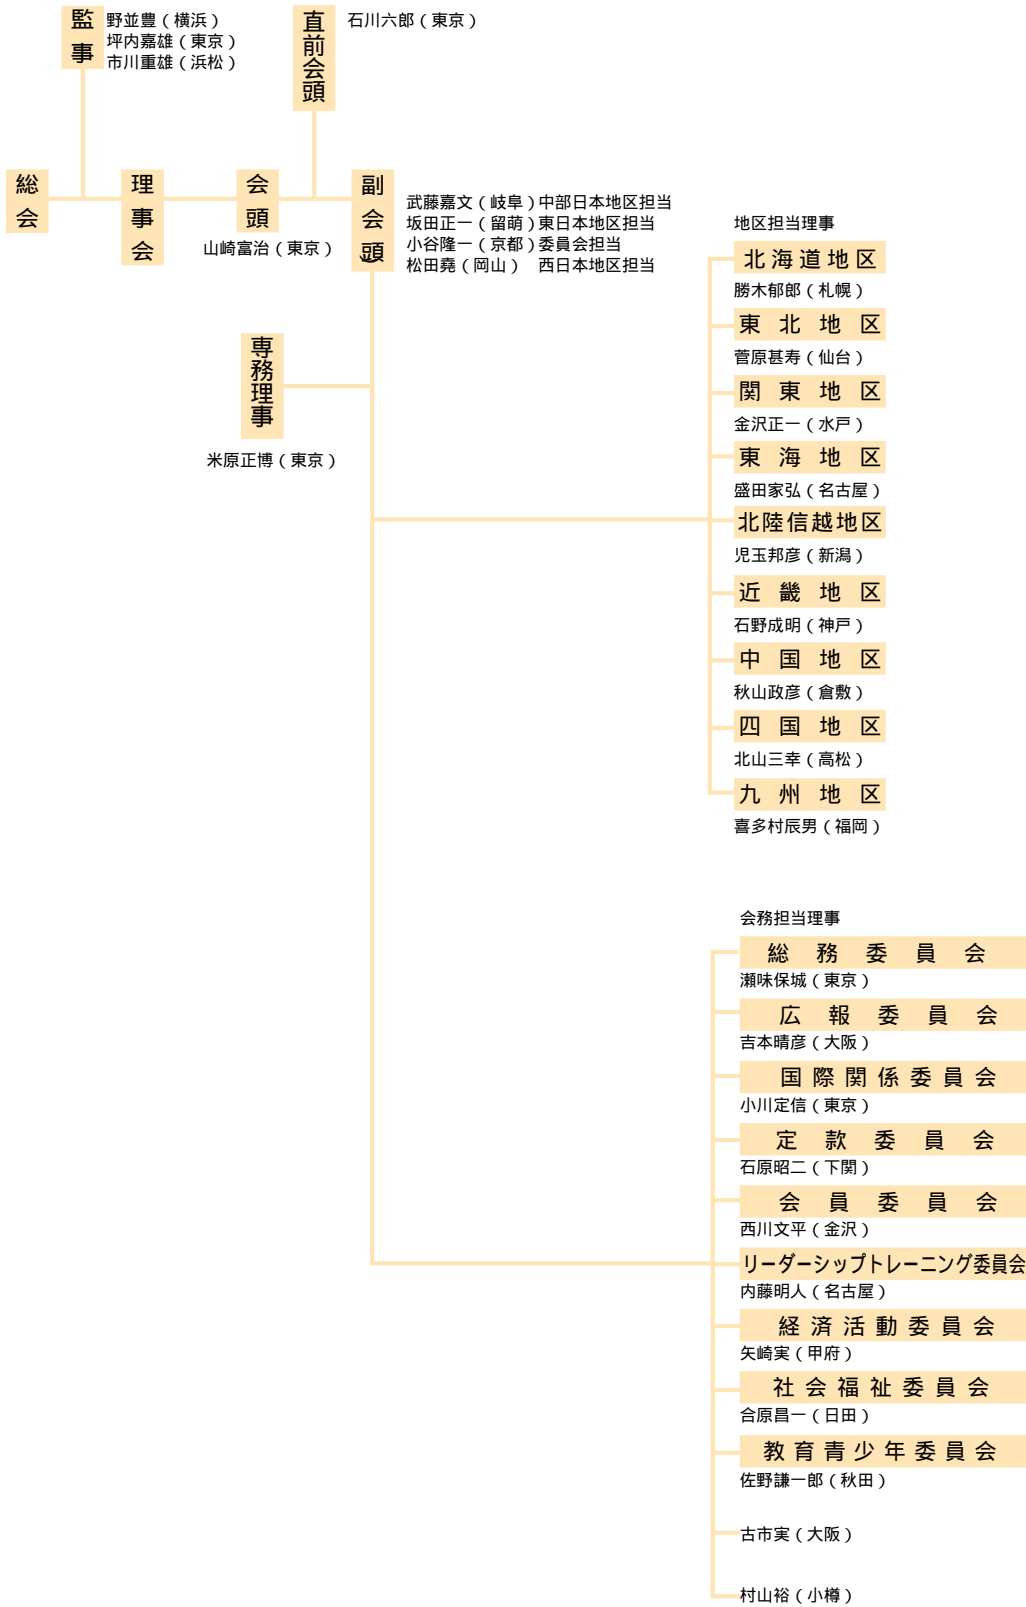 監事
野並豊（横浜）
坪内嘉雄（東京）
市川重雄（浜松）
直前会頭
石川六郎（東京）
総会
理事会
会頭
山崎富治（東京）
副会頭
武藤嘉文（岐阜）中部日本地区担当
坂田正一（留萌）東日本地区担当
小谷隆一（京都）委員会担当
松田堯（岡山）　西日本地区担当
専務理事
米原正博（東京）
地区担当理事
北海道地区
勝木郁郎（札幌）
東北地区
菅原甚寿（仙台）
関東地区
金沢正一（水戸）
東海地区
盛田家弘（名古屋）
北陸信越地区
児玉邦彦（新潟）
近畿地区
石野成明（神戸）
中国地区
秋山政彦（倉敷）
四国地区
北山三幸（高松）
九州地区
喜多村辰男（福岡）
会務担当理事
総務委員会
瀬味保城（東京）
広報委員会
吉本晴彦（大阪）
国際関係委員会
小川定信（東京）
定款委員会
石原昭二（下関）
会員委員会
西川文平（金沢）
リーダーシップトレーニング委員会
内藤明人（名古屋）
経済活動委員会
矢崎実（甲府）
社会福祉委員会
合原昌一（日田）
教育青少年委員会
佐野謙一郎（秋田）
古市実（大阪）
村山裕（小樽）